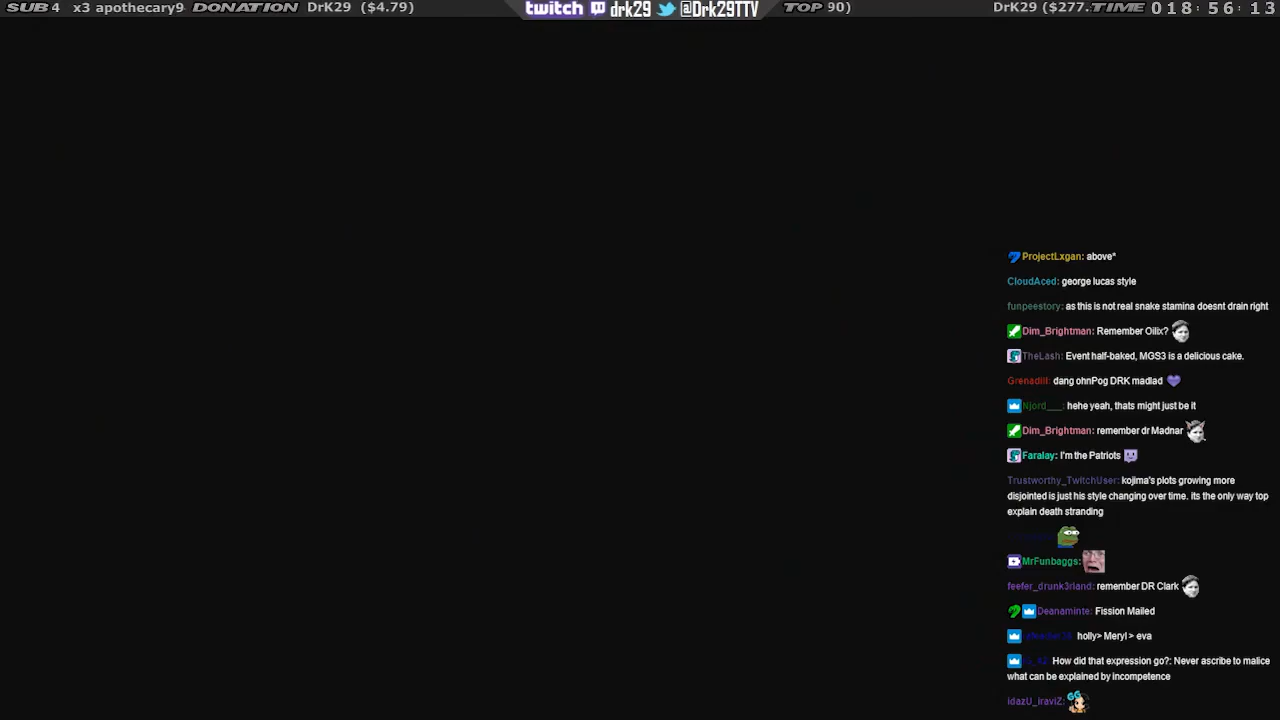 SUB4 x3 apothecary9 DONATION DrK29 ($4.79) twitch drk29 @Drk29TTV TOP 90) DrK29 ($277. TIME 018:56:13
ProjectLxgan: above*
CloudAced: george lucas style
funpeestory: as this is not real snake stamina doesnt drain right
Dim_Brightman: Remember Oilix?
TheLash: Event half-baked, MGS3 is a delicious cake.
Grenadill: dang ohnPog DRK madlad
Njord___: hehe yeah, thats might just be it
Dim_Brightman: remember dr Madnar
Faralay: I'm the Patriots
Trustworthy_TwitchUser: kojima's plots growing more
disjointed is just his style changing over time. its the only way top
explain death stranding
MrFunbaggs:
feefer_drunk3rland: remember DR Clark
Deanaminte: Fission Mailed
holly> Meryl > eva
How did that expression go?: Never ascribe to malice
what can be explained by incompetence
idazU_iraviZ: